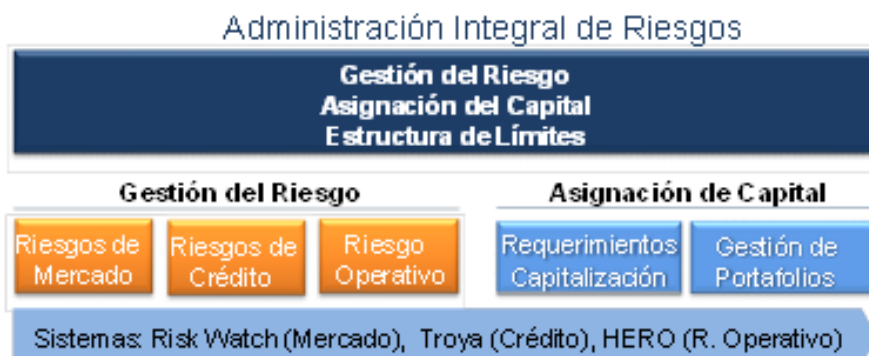 Administración Integral de Riesgos
Gestión del Riesgo
Asignación del Capital
Estructura de Límites
Gestión del Riesgo
Asignación de Capital
Riesgos de
Mercado
Riesgos de
Crédito
Riesgo
Operativo
Requerimientos
Capitalización
Gestión de
Portafolios
Sistemas: Risk Watch (Mercado), Troya (Crédito), HERO (R. Operativo)